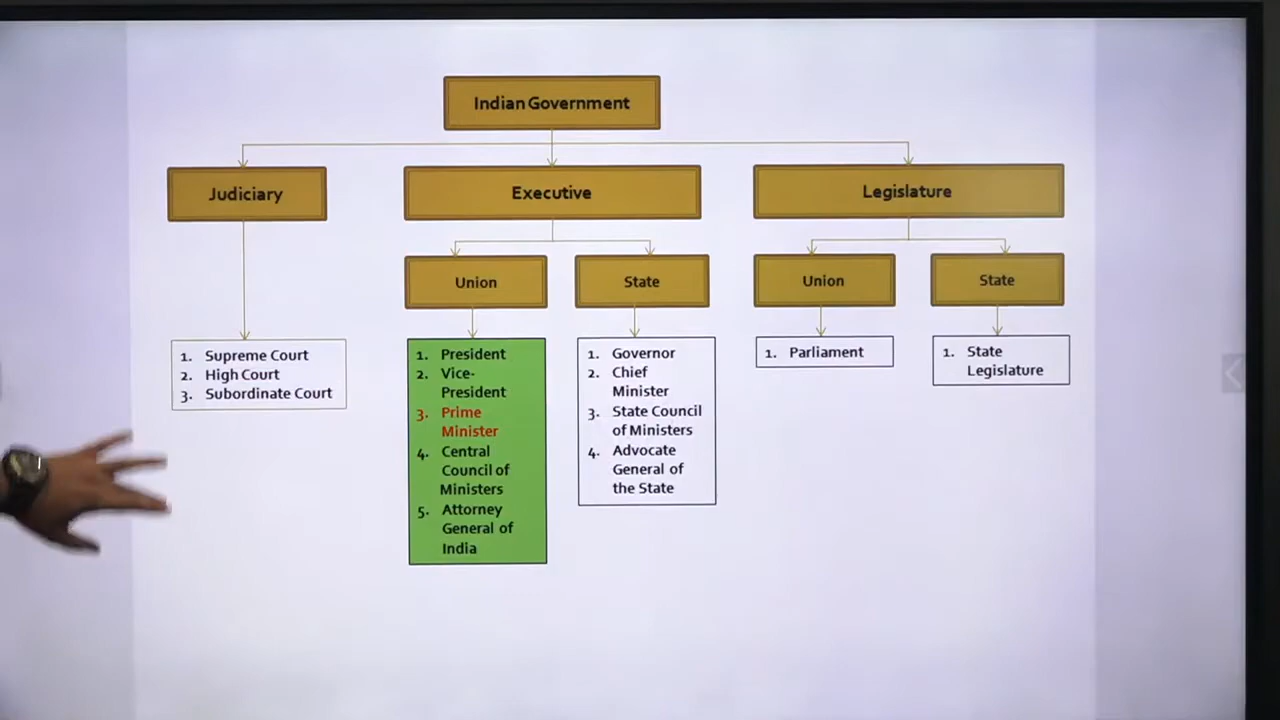 Indian Government
Judiciary
Executive
Legislature
Union
State
Union
State
1. Supreme Court
2. High Court
3. Subordinate Court
1. President
2. Vice-
President
3. Prime
Minister
4. Central
Council of
Ministers
5. Attorney
General of
India
1. Governor
2. Chief
Minister
3. State Council
of Ministers
4. Advocate
General of
the State
1. Parliament
1. State
Legislature